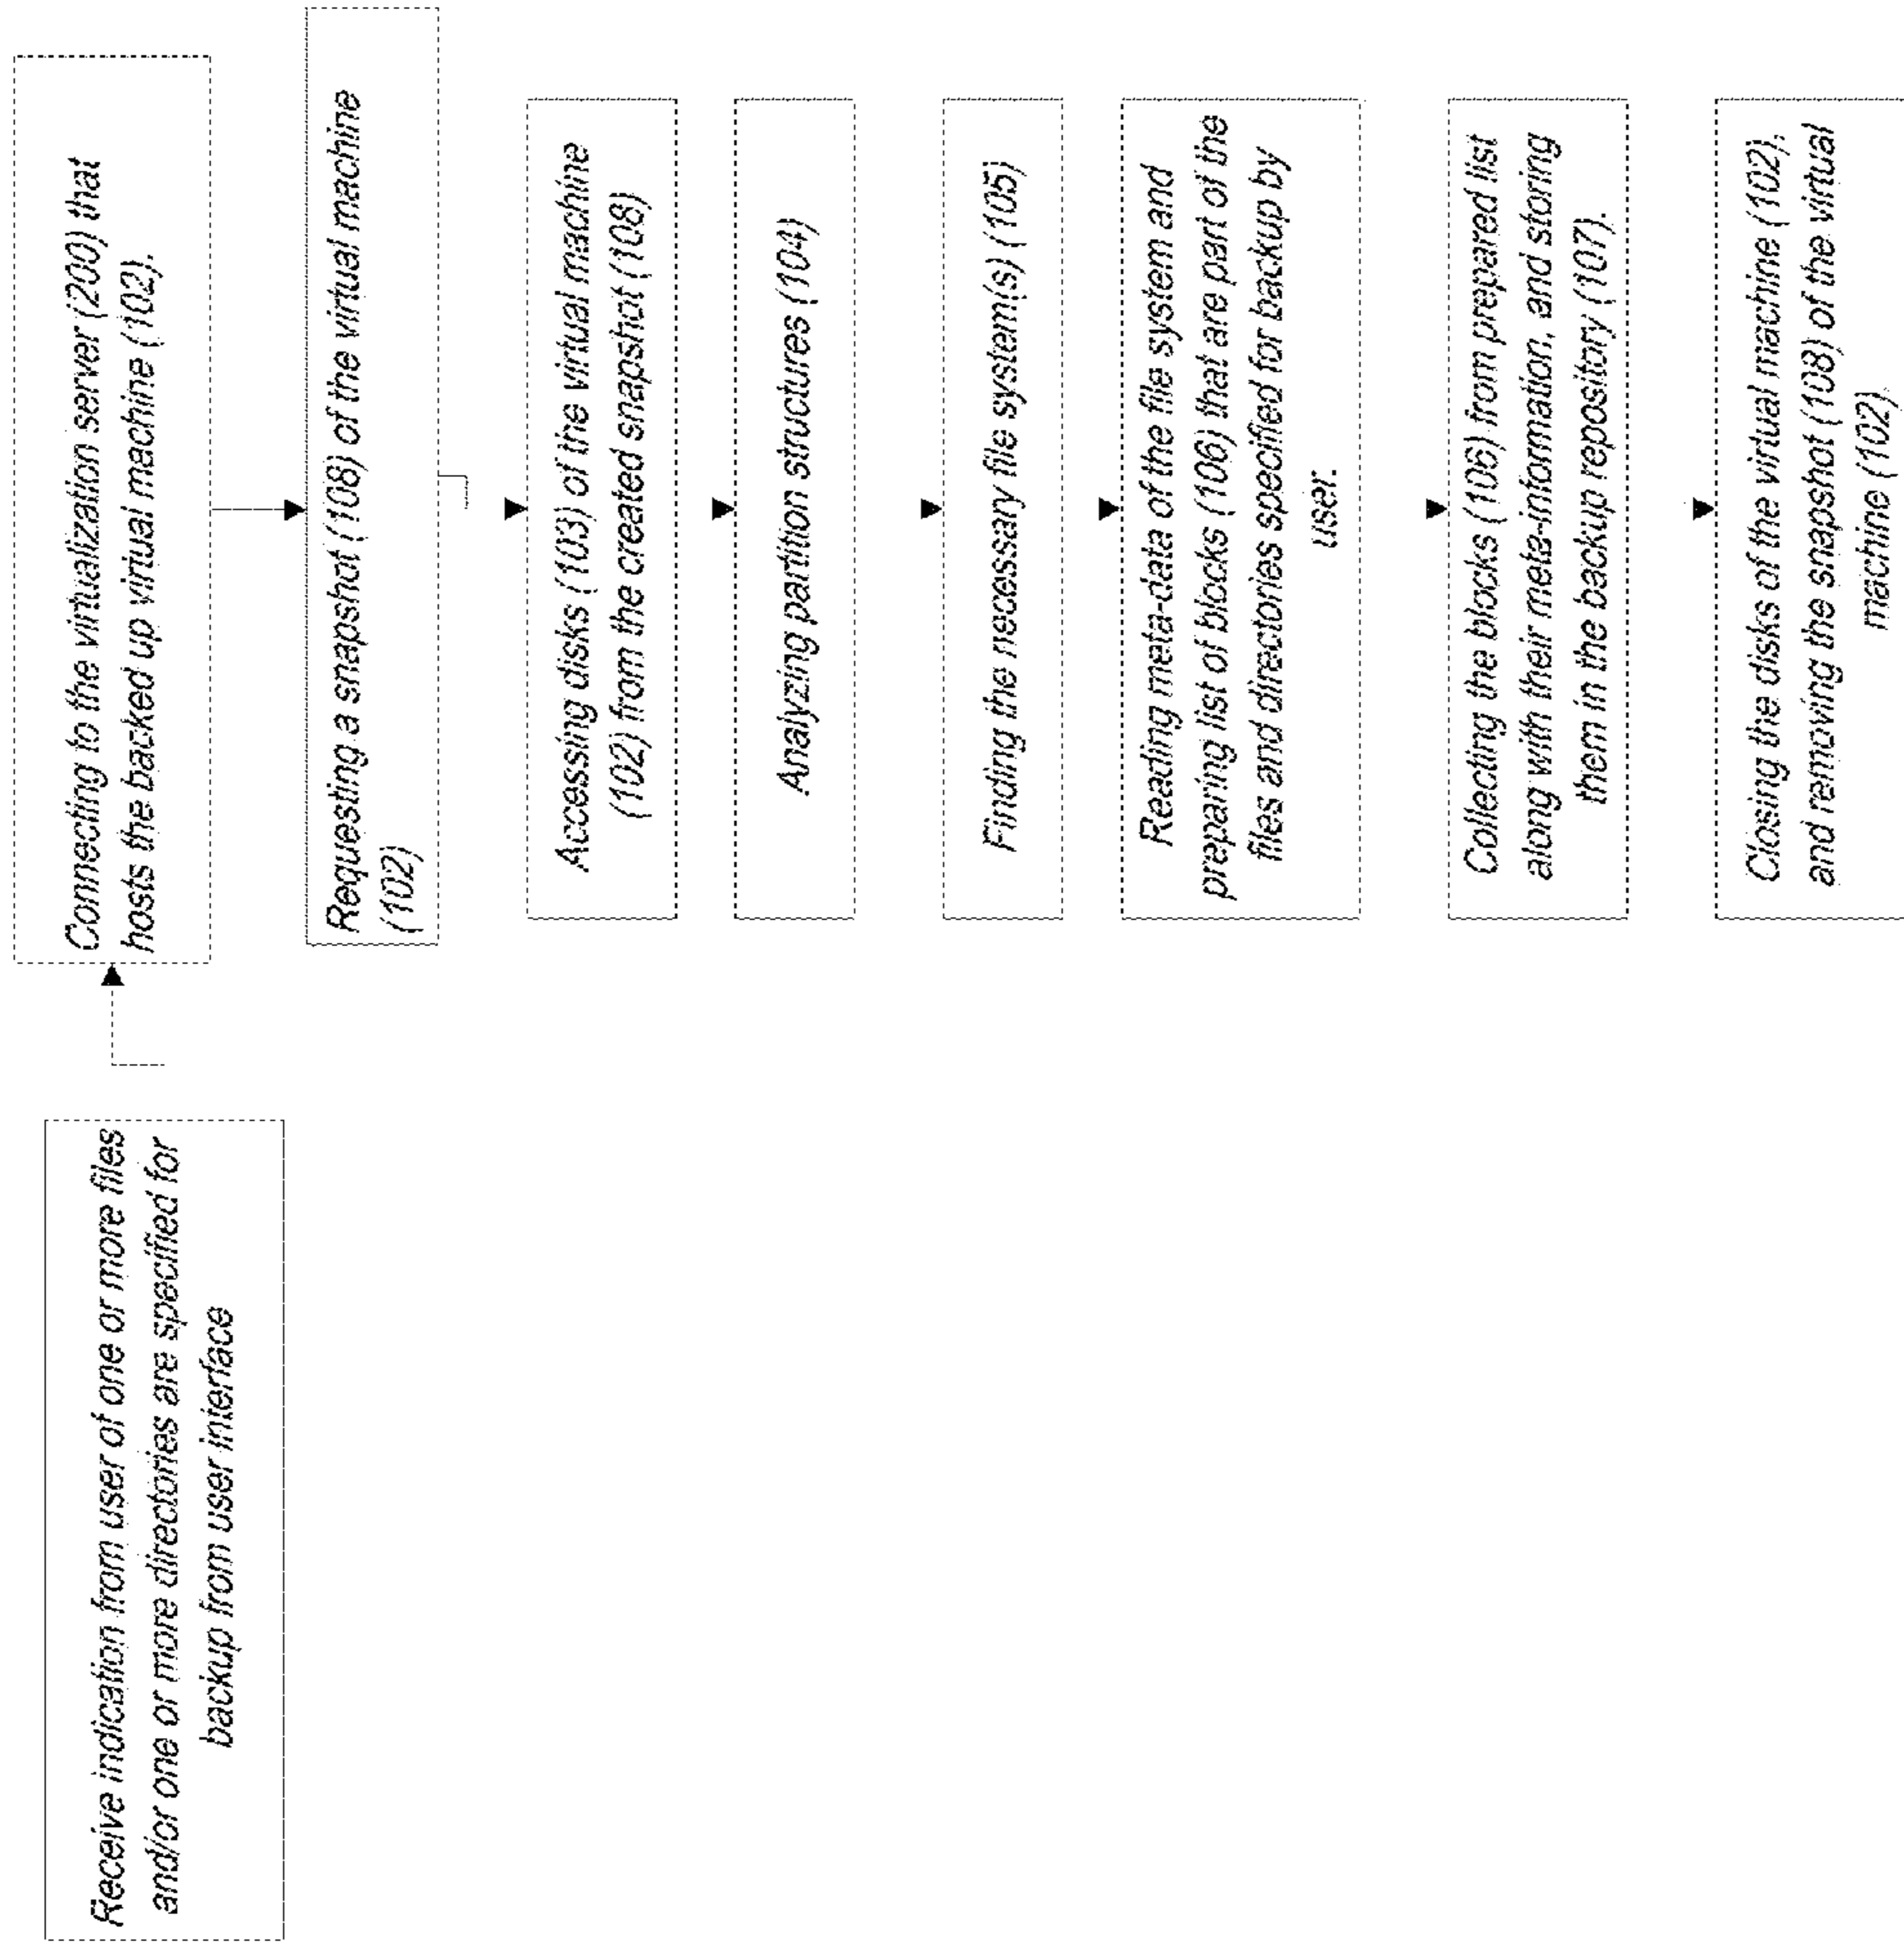 Receive indication from user of one or more files
and/or one or more directories are specified for
backup from user interface
Connecting to the virtualization server (200) that
hosts the backed up virtual machine (102).
Requesting a snapshot (108) of the virtual machine
(102)
Accessing disks (103) of the virtual machine
(102) from the created snapshot (108)
Analyzing partition structures (104)
Finding the necessary file system(s) (105)
Reading meta-data of the file system and
preparing list of blocks (106) that are part of the
files and directories specified for backup by
user.
Collecting the blocks (106) from prepared list
along with their meta-information, and storing
them in the backup repository (107).
Closing the disks of the virtual machine (102),
and removing the snapshot (108) of the virtual
machine (102).